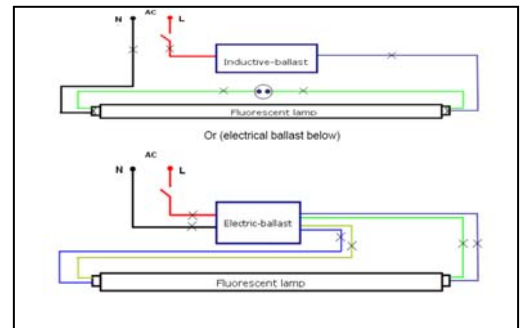 N AC L
Inductive-ballast
Fluorescent lamp
Or (electrical ballast below)
AC
N L
Electric-ballast
Fluorescent lamp